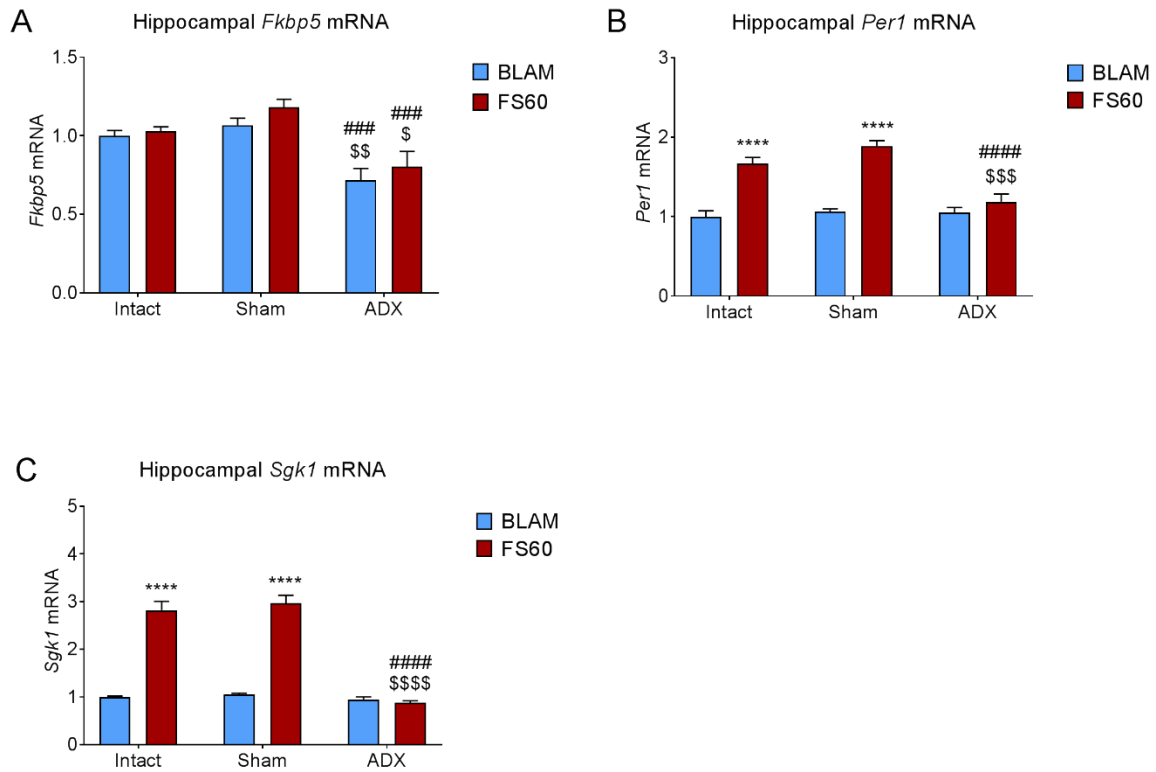 A
Hippocampal Fkbp5 mRNA
Fkbp5 mRNA
1.5
1.0
0.5
0.0
###
$$
###
$
Intact
Sham
ADX
BLAM
FS60
B
Hippocampal Per1 mRNA
Per1 mRNA
3
2
1
0
****
****
####
$$$
Intact
Sham
ADX
BLAM
FS60
C
Hippocampal Sgk1 mRNA
Sgk1 mRNA
5
4
3
2
1
0
****
****
####
$$$$
Intact
Sham
ADX
BLAM
FS60